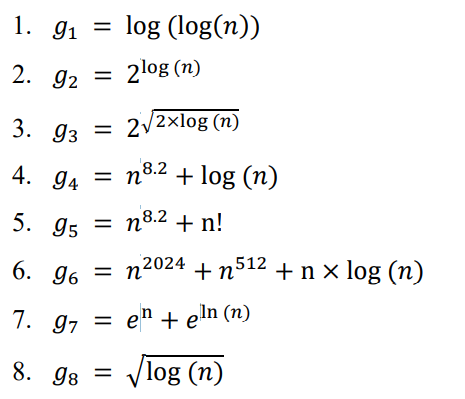 1. g₁ = log (log(n))
2. g₂ = 2^log (n)
3. g₃ = 2^√(2×log (n))
4. g₄ = n^8.2 + log (n)
5. g₅ = n^8.2 + n!
6. g₆ = n^2024 + n^512 + n × log (n)
7. g₇ = e^n + e^ln (n)
8. g₈ = √(log (n))